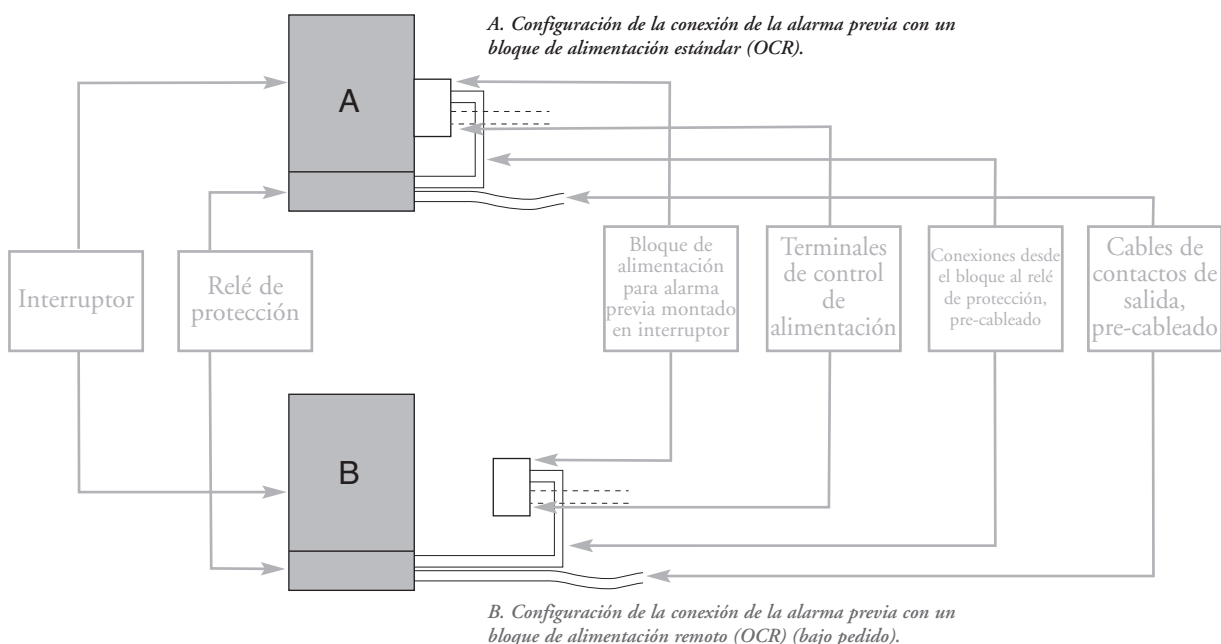 A. Configuración de la conexión de la alarma previa con un
bloque de alimentación estándar (OCR).
A
Interruptor
Relé de
protección
Bloque de
alimentación
para alarma
previa montado
en interruptor
Terminales
de control
de
alimentación
Conexiones desde
el bloque al relé
de protección,
pre-cableado
Cables de
contactos de
salida,
pre-cableado
B
B. Configuración de la conexión de la alarma previa con un
bloque de alimentación remoto (OCR) (bajo pedido).